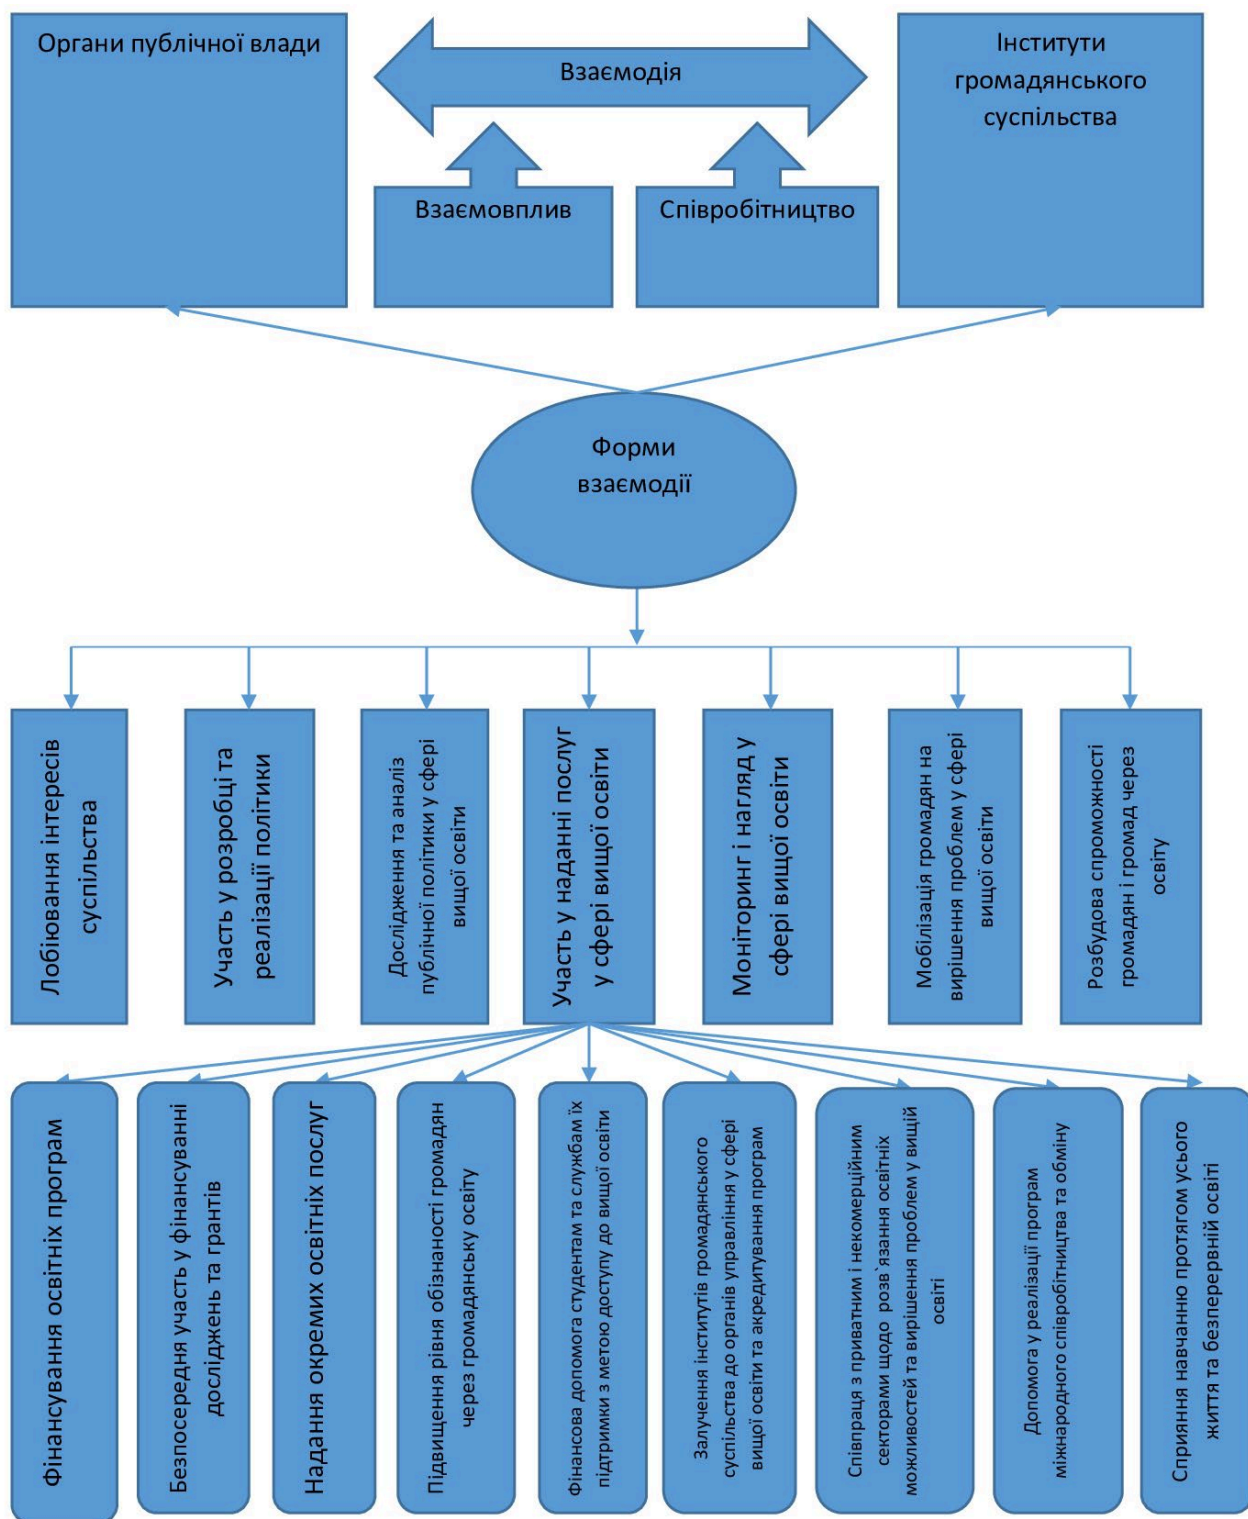 Органи публічної влади
Взаємодія
Інститути
громадянського
суспільства
Взаємовплив
Співробітництво
Форми
взаємодії
Лобіювання інтересів
суспільства
Участь у розробці та
реалізації політики
Дослідження та аналіз
публічної політики у сфері
вищої освіти
Участь у наданні послуг
у сфері вищої освіти
Моніторинг і нагляд у
сфері вищої освіти
Мобілізація громадян на
вирішення проблем у сфері
вищої освіти
Розбудова спроможності
громадян і громад через
освіту
Фінансування освітніх програм
Безпосередня участь у фінансуванні
досліджень та грантів
Надання окремих освітніх послуг
Підвищення рівня обізнаності громадян
через громадянську освіту
Фінансова допомога студентам та службам їх
підтримки з метою доступу до вищої освіти
Залучення інститутів громадянського
суспільства до органів управління у сфері
вищої освіти та акредитування програм
Співпраця з приватним і некомерційним
секторами щодо розв`язання освітніх
можливостей та вирішення проблем у вищій
освіті
Допомога у реалізації програм
міжнародного співробітництва та обміну
Сприяння навчанню протягом усього
життя та безперервній освіті